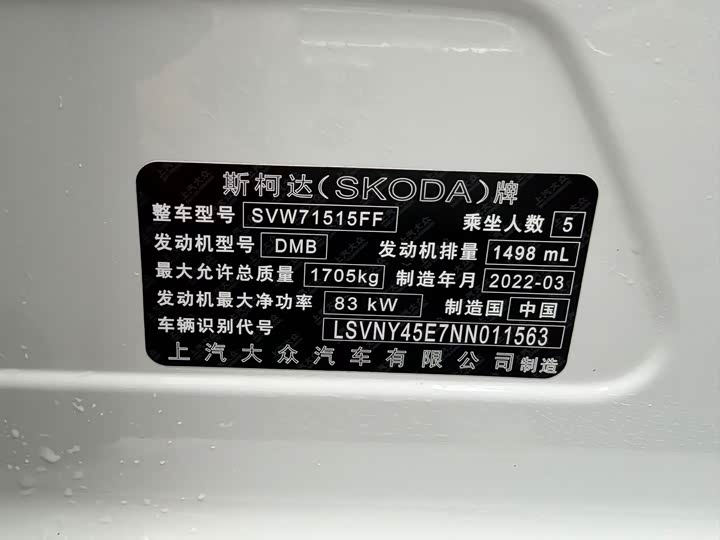 斯柯达(SKODA)牌
整车型号 SVW71515FF 乘坐人数 5
发动机型号 DMB 发动机排量 1498 mL
最大允许总质量 1705kg 制造年月 2022-03
发动机最大净功率 83 kW 制造国 中国
车辆识别代号 LSVNY45E7NN011563
上汽大众汽车有限公司制造